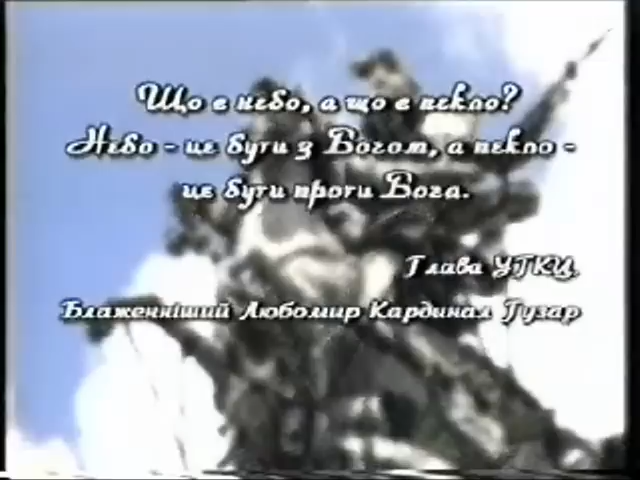 Що є небо, а що є пекло?
Небо - це бути з Богом, а пекло -
це бути проти Бога.
Глава УГКЦ,
Блаженніший Любомир Кардинал Гузар